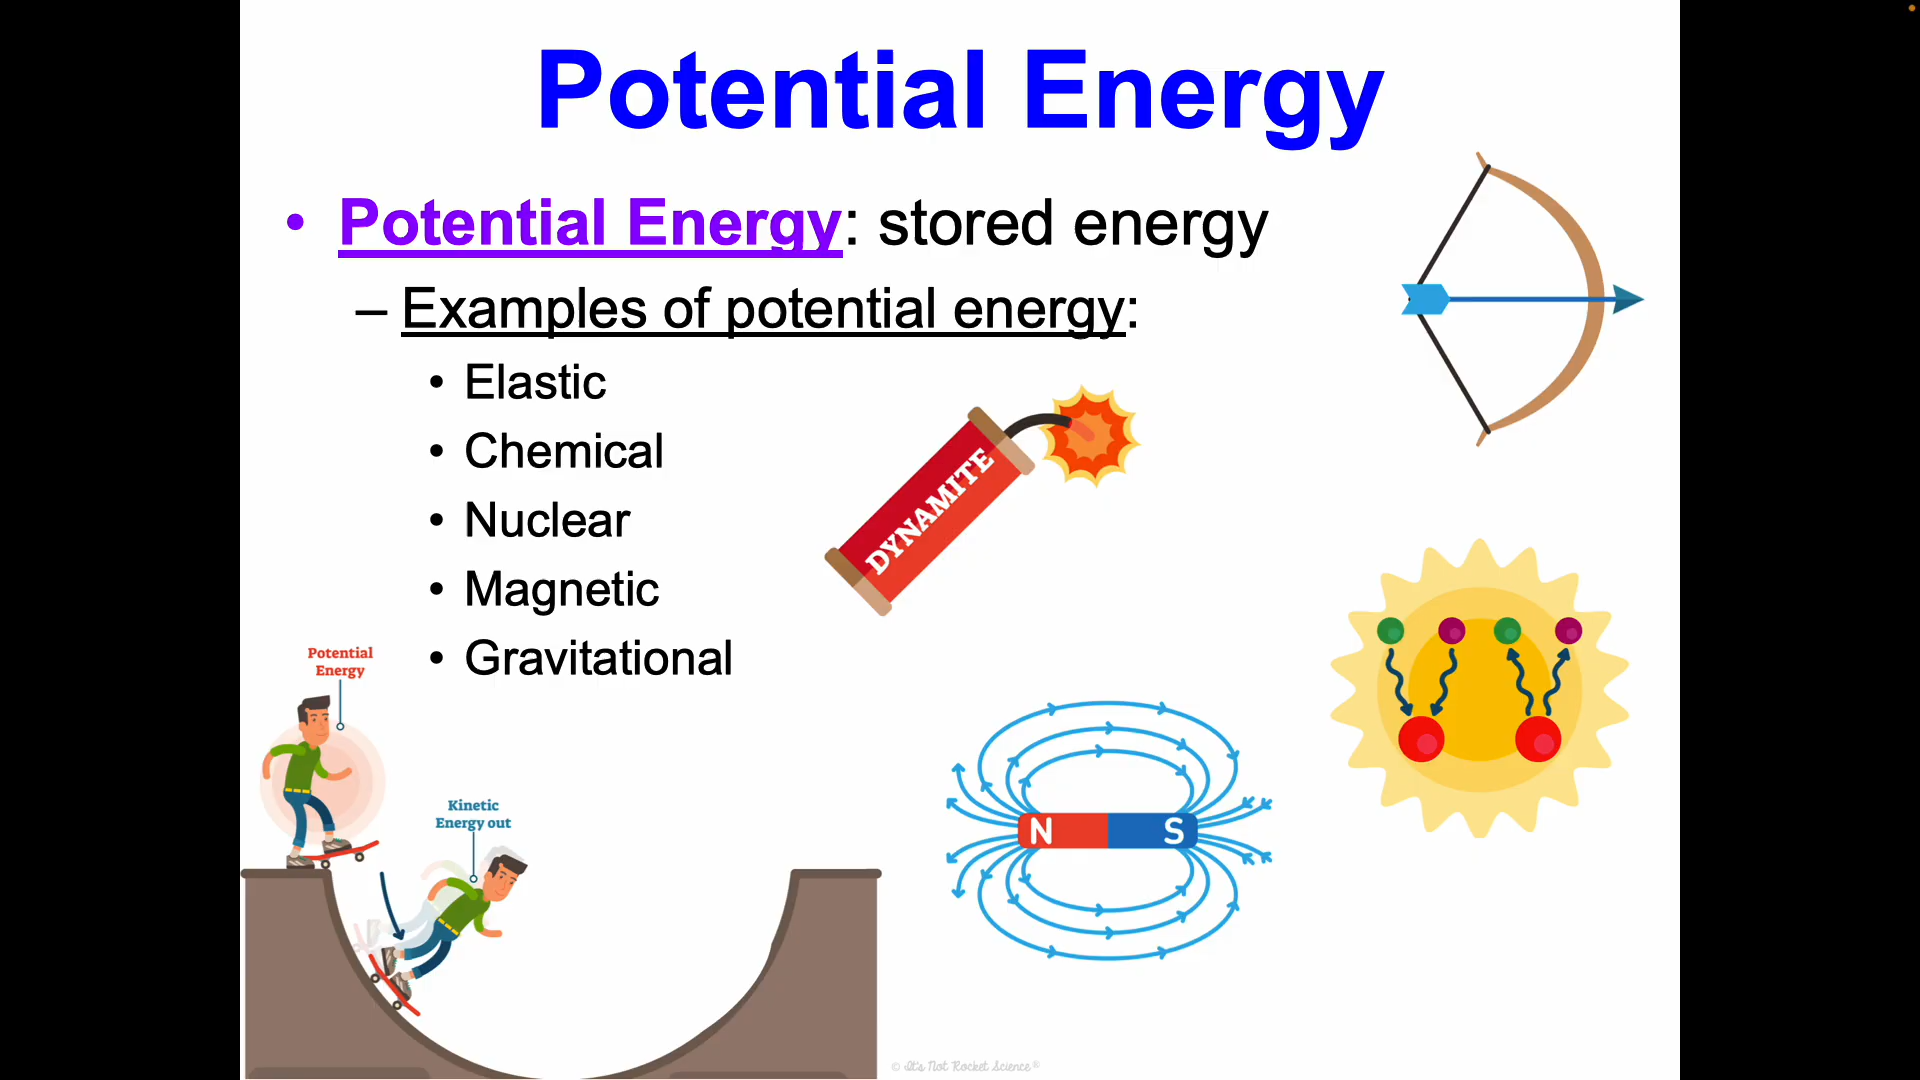 Potential Energy
• Potential Energy: stored energy
– Examples of potential energy:
• Elastic
• Chemical
• Nuclear
• Magnetic
• Gravitational
DYNAMITE
Potential
Energy
Kinetic
Energy out
N S
© It's Not Rocket Science®